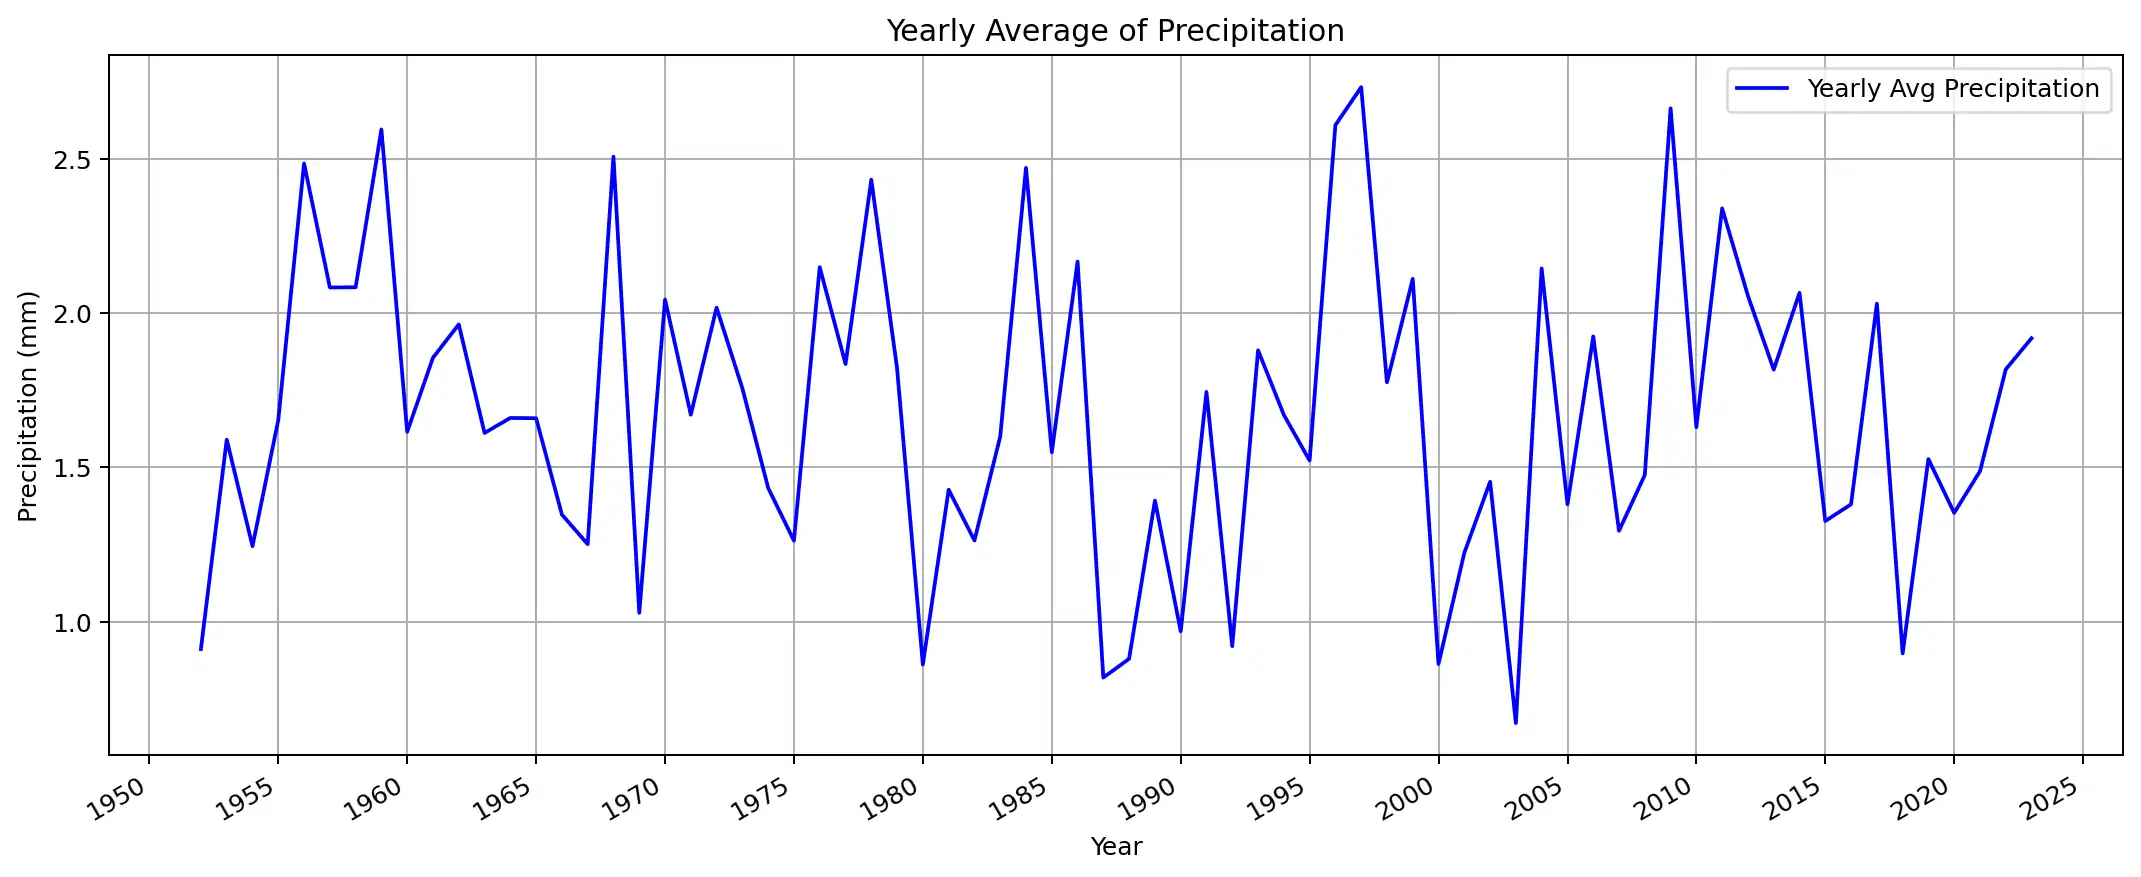 Yearly Average of Precipitation
Yearly Avg Precipitation
Precipitation (mm)
2.5
2.0
1.5
1.0
1950 1955 1960 1965 1970 1975 1980 1985 1990 1995 2000 2005 2010 2015 2020 2025
Year